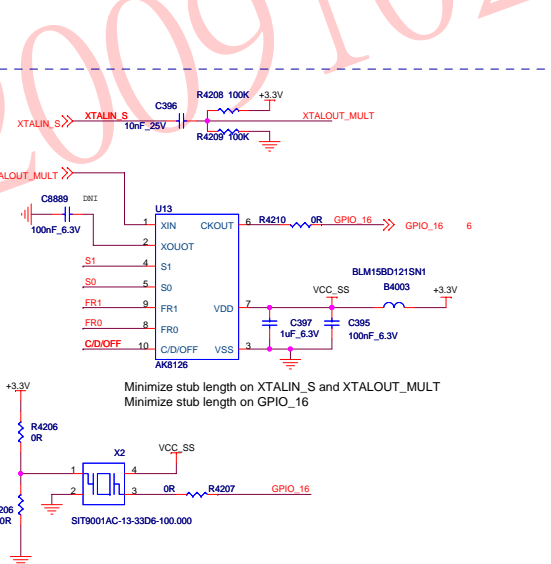 2009102
C396
R4208 100K
+3.3V
XTALIN_S
XTALIN_S
XTALOUT_MULT
10nF_25V
R4209 100K
ALOUT_MULT
C8889
DNI
U13
100nF_6.3V
1
XIN
CKOUT
6
R4210
0R
GPIO_16
GPIO_16
6
2
XOUOT
BLM15BD121SN1
S1
4
S1
VCC_SS
B4003
+3.3V
S0
5
S0
FR1
9
FR1
VDD
7
C397
C395
FR0
8
FR0
1uF_6.3V
100nF_6.3V
C/D/OFF
10
C/D/OFF
VSS
3
AK8126
Minimize stub length on XTALIN_S and XTALOUT_MULT
Minimize stub length on GPIO_16
+3.3V
R4206
0R
X2
VCC_SS
1
4
2
3
0R
R4207
GPIO_16
206
0R
SIT9001AC-13-33D6-100.000